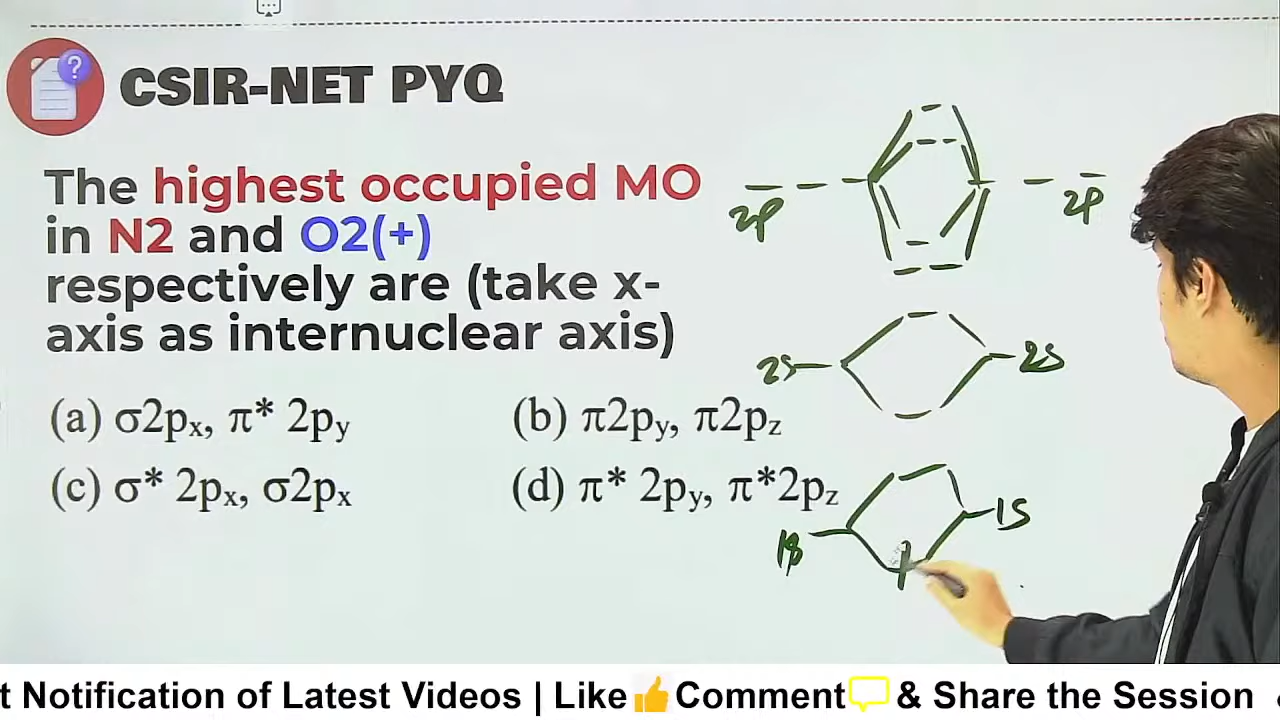 CSIR-NET PYQ
The highest occupied MO
in N2 and O2(+)
respectively are (take x-
axis as internuclear axis)
(a) σ2pₓ, π* 2pᵧ
(b) π2pᵧ, π2p_z
(c) σ* 2pₓ, σ2pₓ
(d) π* 2pᵧ, π*2p_z
2p
2p
2s
2s
1s
1s
t Notification of Latest Videos | Like 👍 Comment 💬 & Share the Session